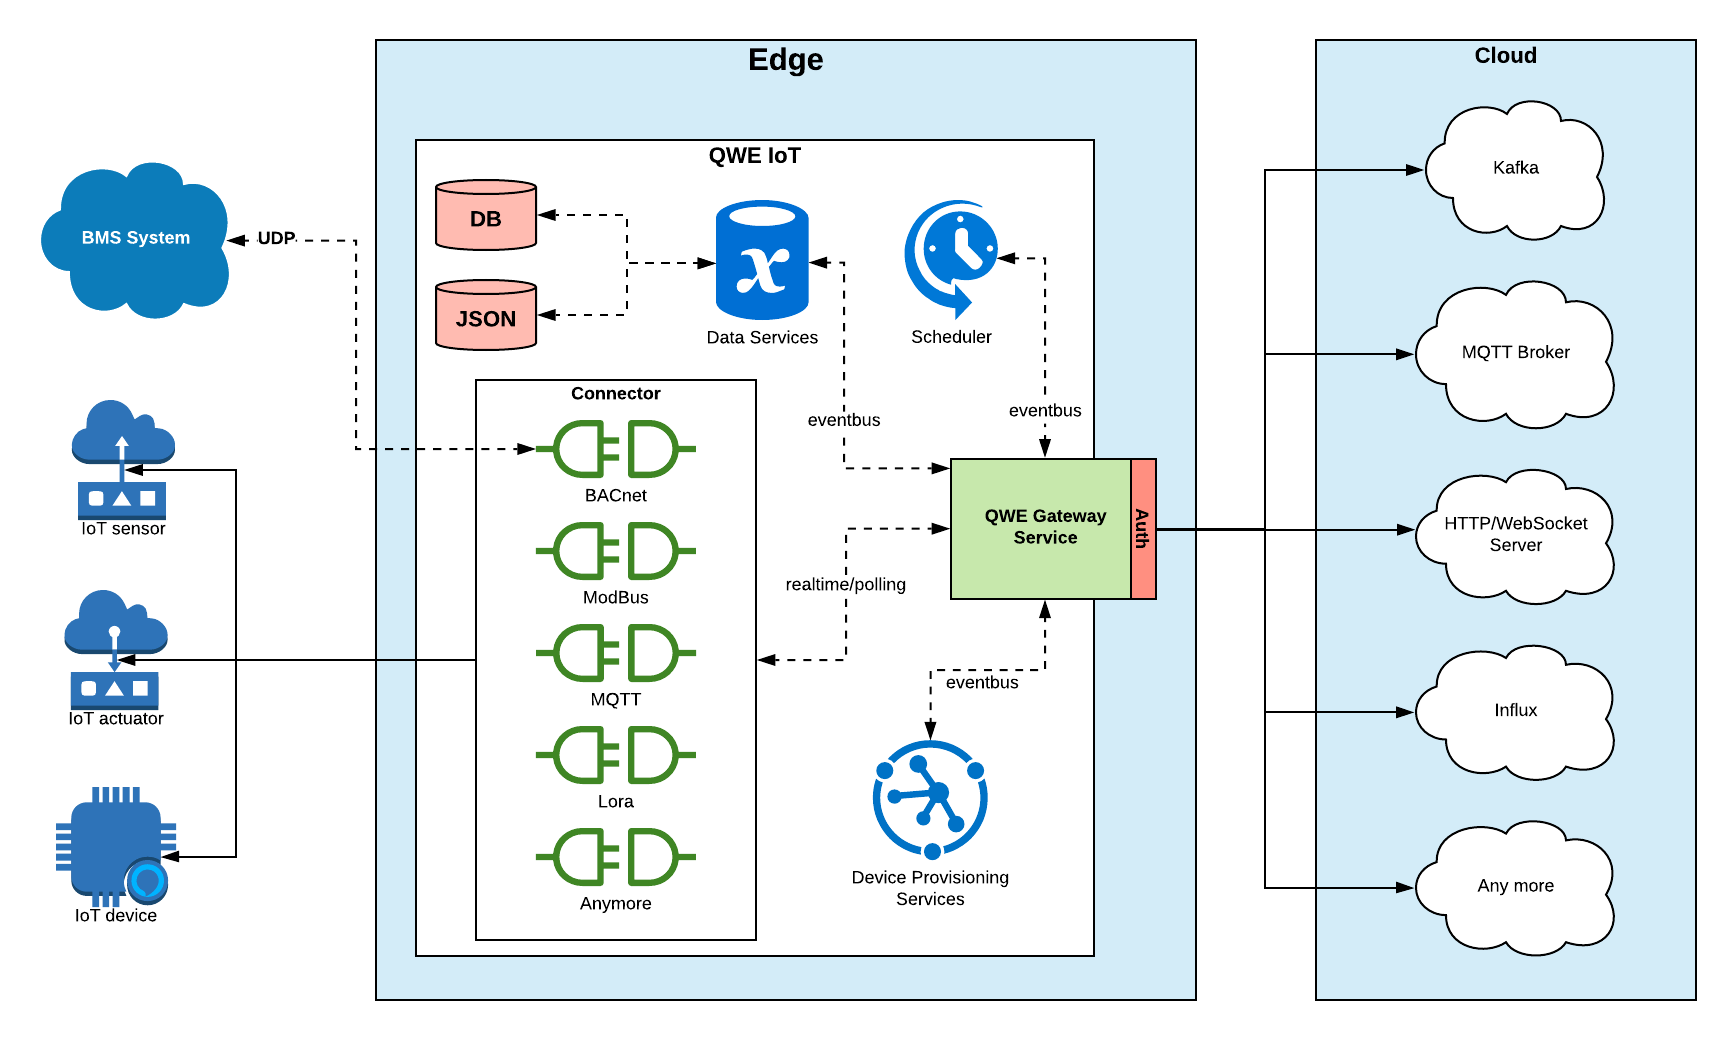 Edge
Cloud
QWE IoT
DB
JSON
Data Services
Scheduler
BMS System
UDP
Connector
BACnet
ModBus
MQTT
Lora
Anymore
eventbus
eventbus
realtime/polling
QWE Gateway
Service
Auth
eventbus
Device Provisioning
Services
IoT sensor
IoT actuator
IoT device
Kafka
MQTT Broker
HTTP/WebSocket
Server
Influx
Any more